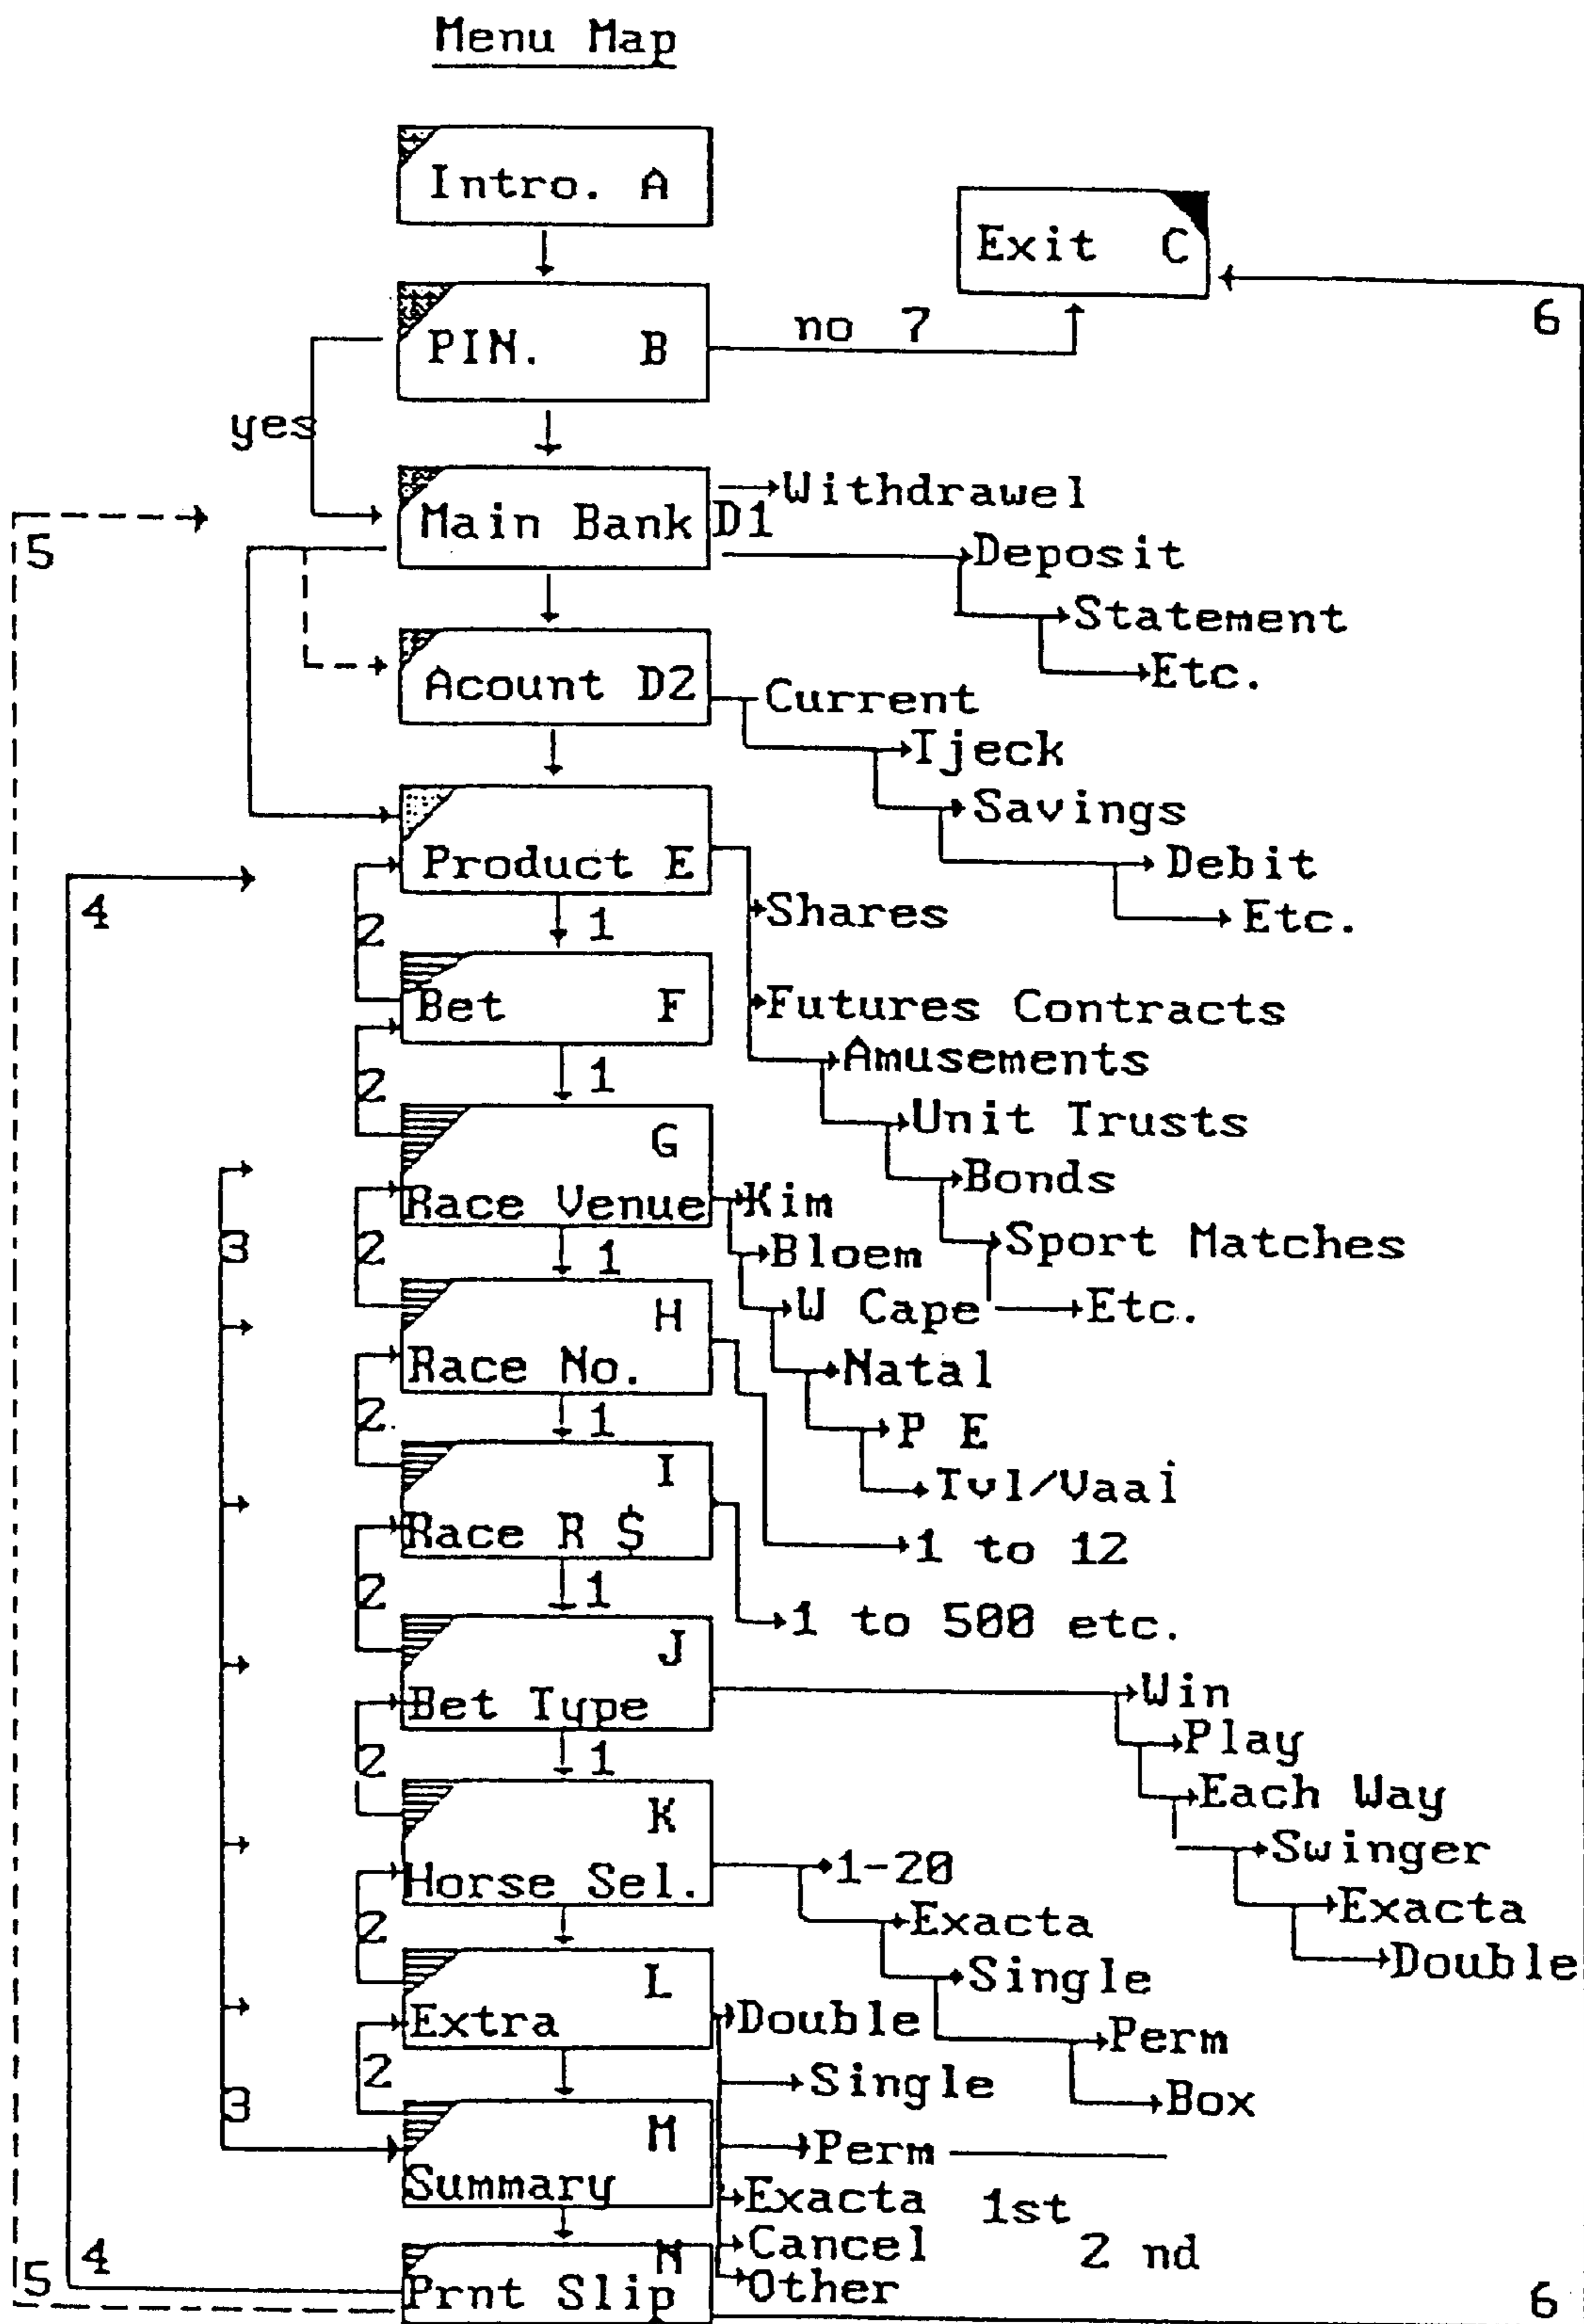 Menu Map
Intro. A
Exit C
PIN. B
no 7
6
yes
Main Bank D1
Withdrawel
5
Deposit
Statement
Etc.
Acount D2
Current
Tjeck
Savings
Debit
Etc.
Product E
4
2
1
Shares
Bet F
Futures Contracts
2
1
Amusements
Unit Trusts
Bonds
Sport Matches
Etc.
G
Race Venue
Kim
Bloem
W Cape
Natal
P E
Tvl/Vaai
3
2
1
H
Race No.
1 to 12
2
1
I
Race R $
1 to 500 etc.
2
1
J
Bet Type
Win
Play
Each Way
Swinger
Exacta
Double
2
1
K
Horse Sel.
1-20
Exacta
Single
Perm
Box
2
L
Extra
Double
Single
Perm
Exacta 1st
Cancel 2 nd
Other
2
3
M
Summary
4
5
N
Prnt Slip
6